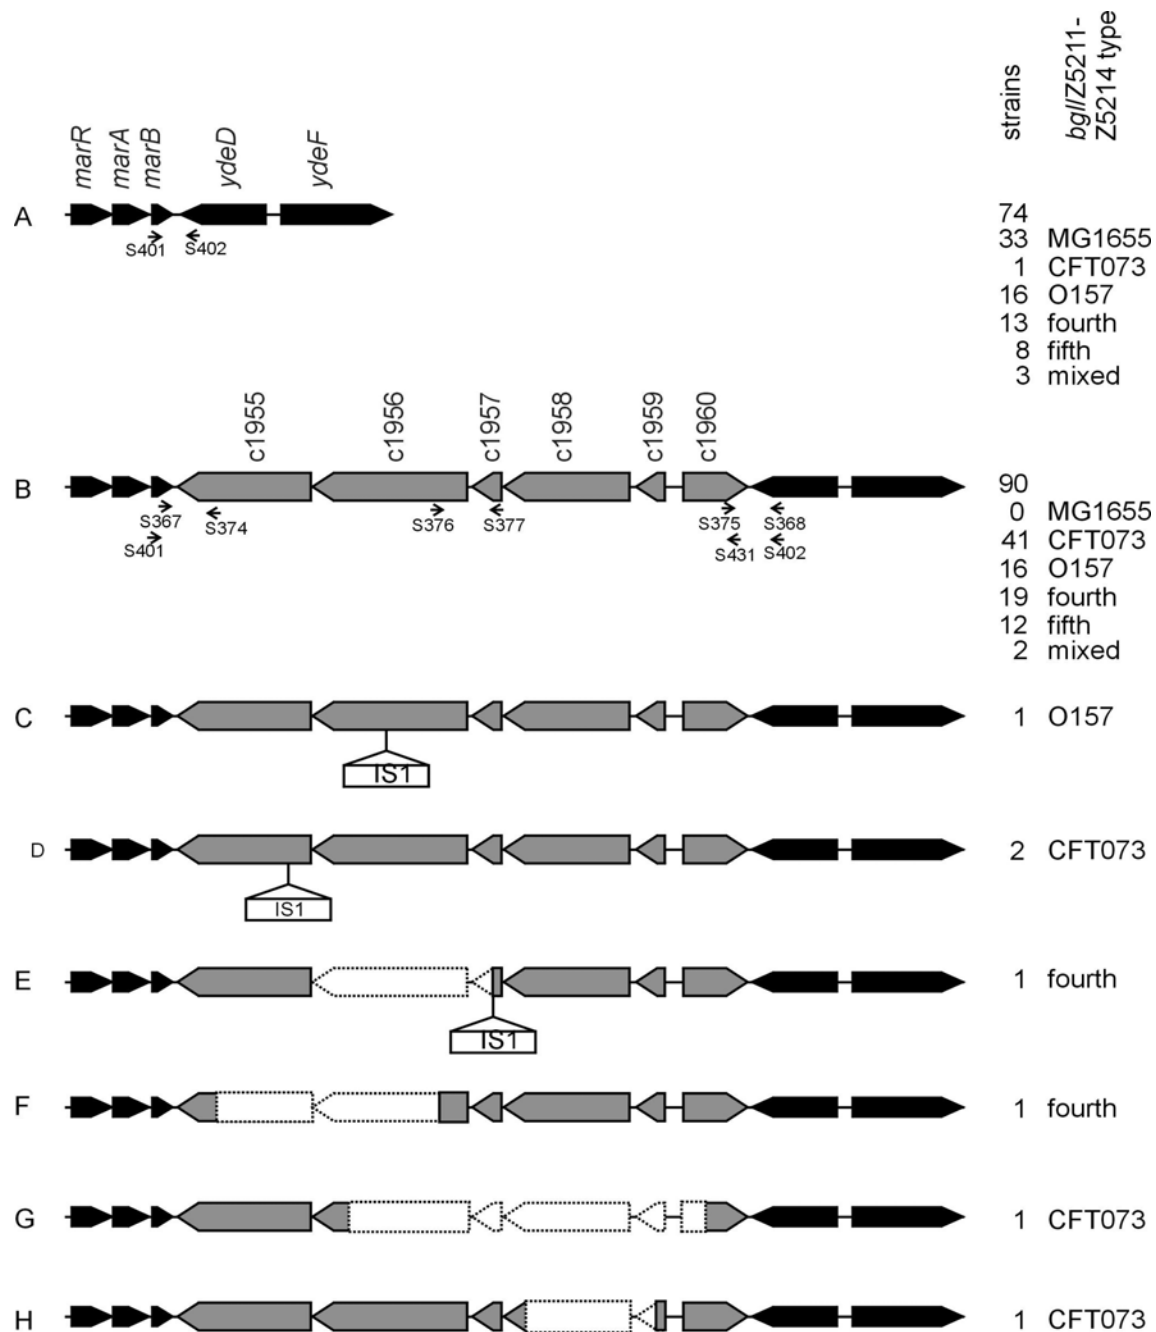 strains
bgl/Z5211-
Z5214 type
marR marA marB ydeD ydeF
A
S401 S402
74
33 MG1655
1 CFT073
16 O157
13 fourth
8 fifth
3 mixed
c1955 c1956 c1957 c1958 c1959 c1960
B
S367 S374 S376 S377 S375 S368
S401 S431 S402
90
0 MG1655
41 CFT073
16 O157
19 fourth
12 fifth
2 mixed
C 1 O157
IS1
D 2 CFT073
IS1
E 1 fourth
IS1
F 1 fourth
G 1 CFT073
H 1 CFT073